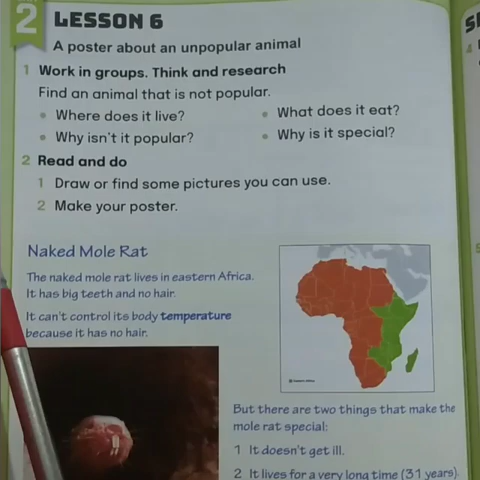 2 LESSON 6
A poster about an unpopular animal
1 Work in groups. Think and research
Find an animal that is not popular.
• Where does it live?
• What does it eat?
• Why isn't it popular?
• Why is it special?
2 Read and do
1 Draw or find some pictures you can use.
2 Make your poster.
Naked Mole Rat
The naked mole rat lives in eastern Africa.
It has big teeth and no hair.
It can't control its body temperature
because it has no hair.
But there are two things that make the
mole rat special:
1 It doesn't get ill.
2 It lives for a very long time (31 years).